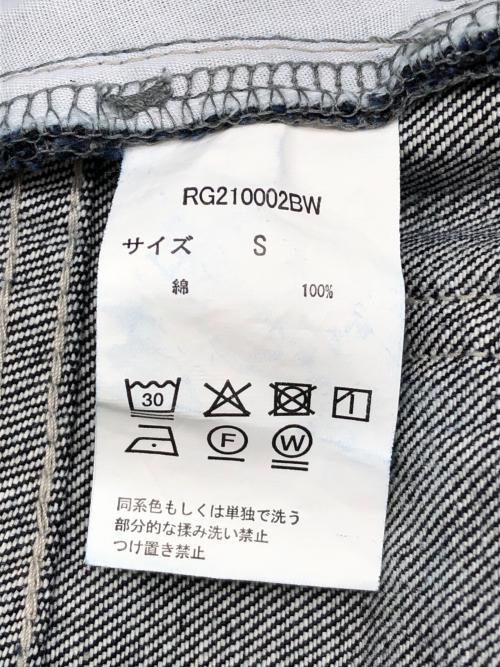 RG210002BW
サイズ S
綿 100%
30
F W
同系色もしくは単独で洗う
部分的な揉み洗い禁止
つけ置き禁止